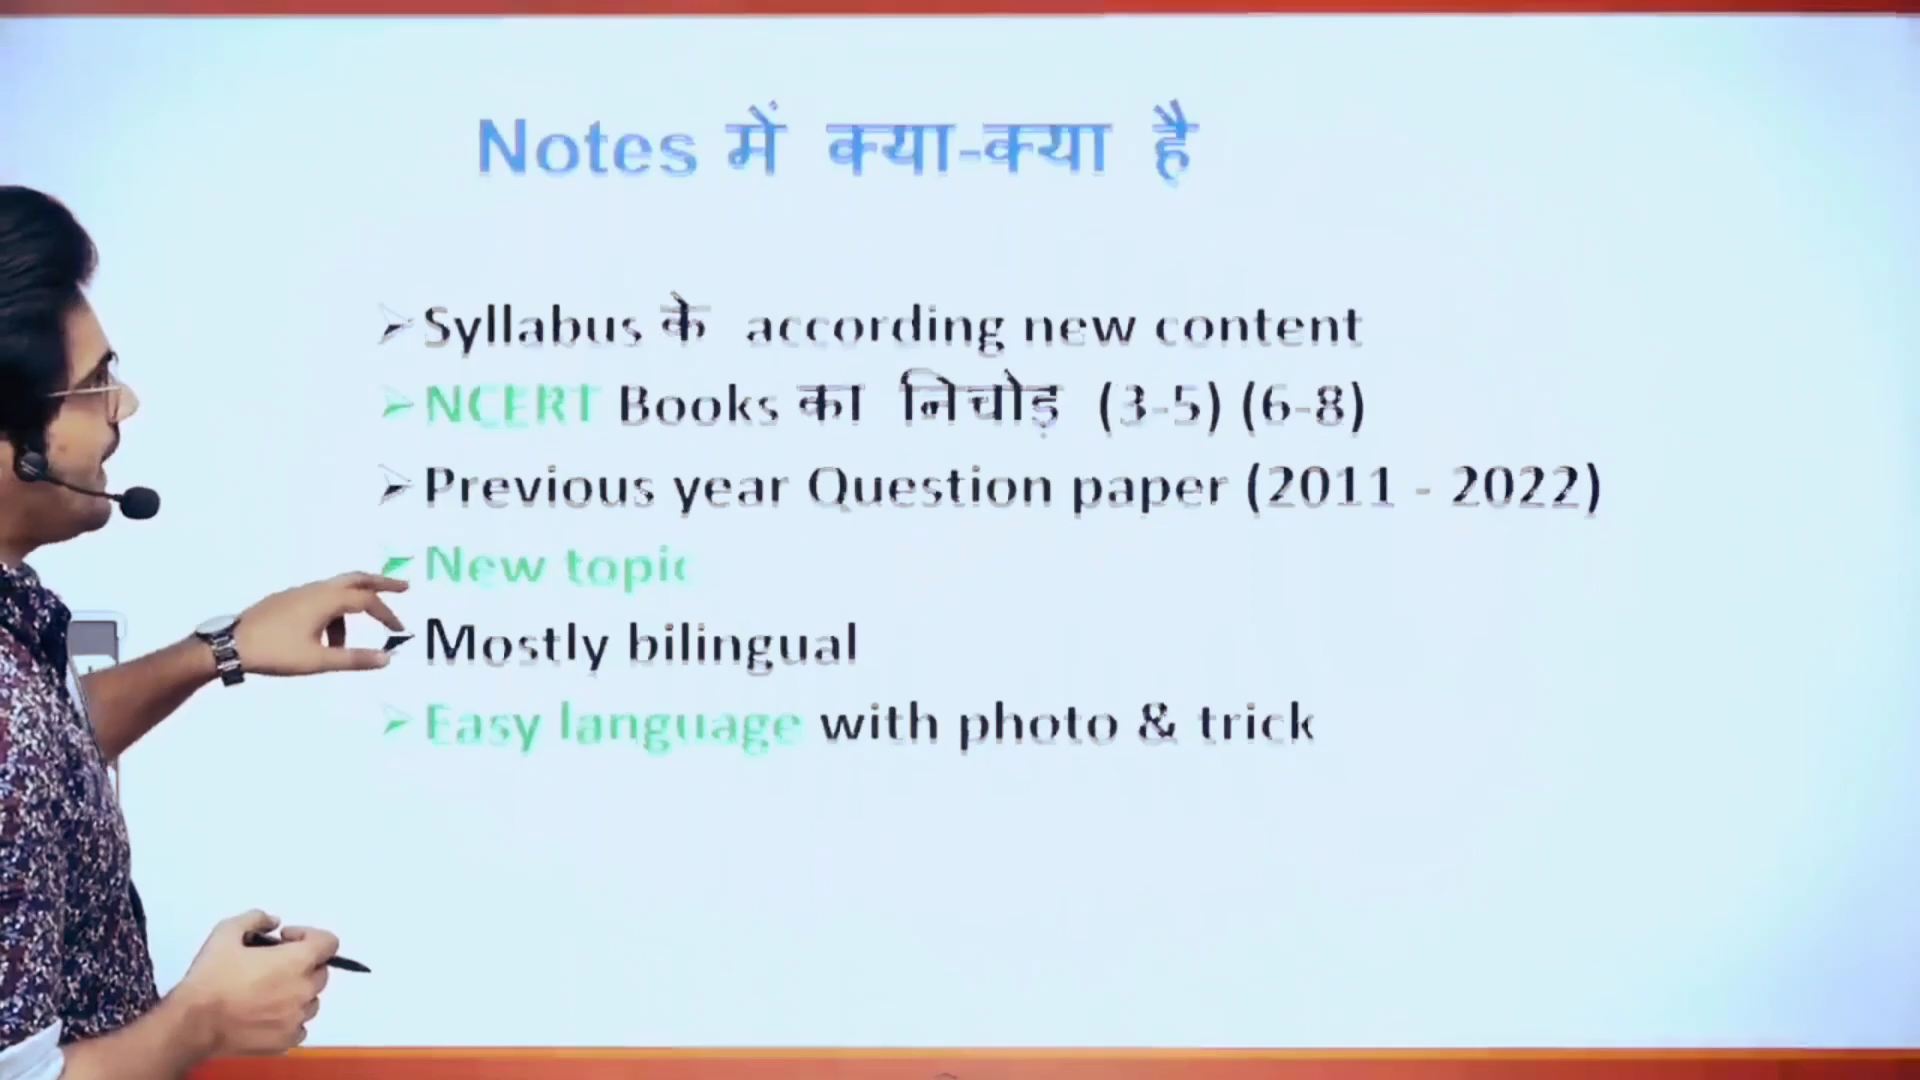 Notes में क्या-क्या है
➢Syllabus के according new content
➢NCERT Books का निचोड़ (3-5) (6-8)
➢Previous year Question paper (2011 - 2022)
➢New topic
➢Mostly bilingual
➢Easy language with photo & trick